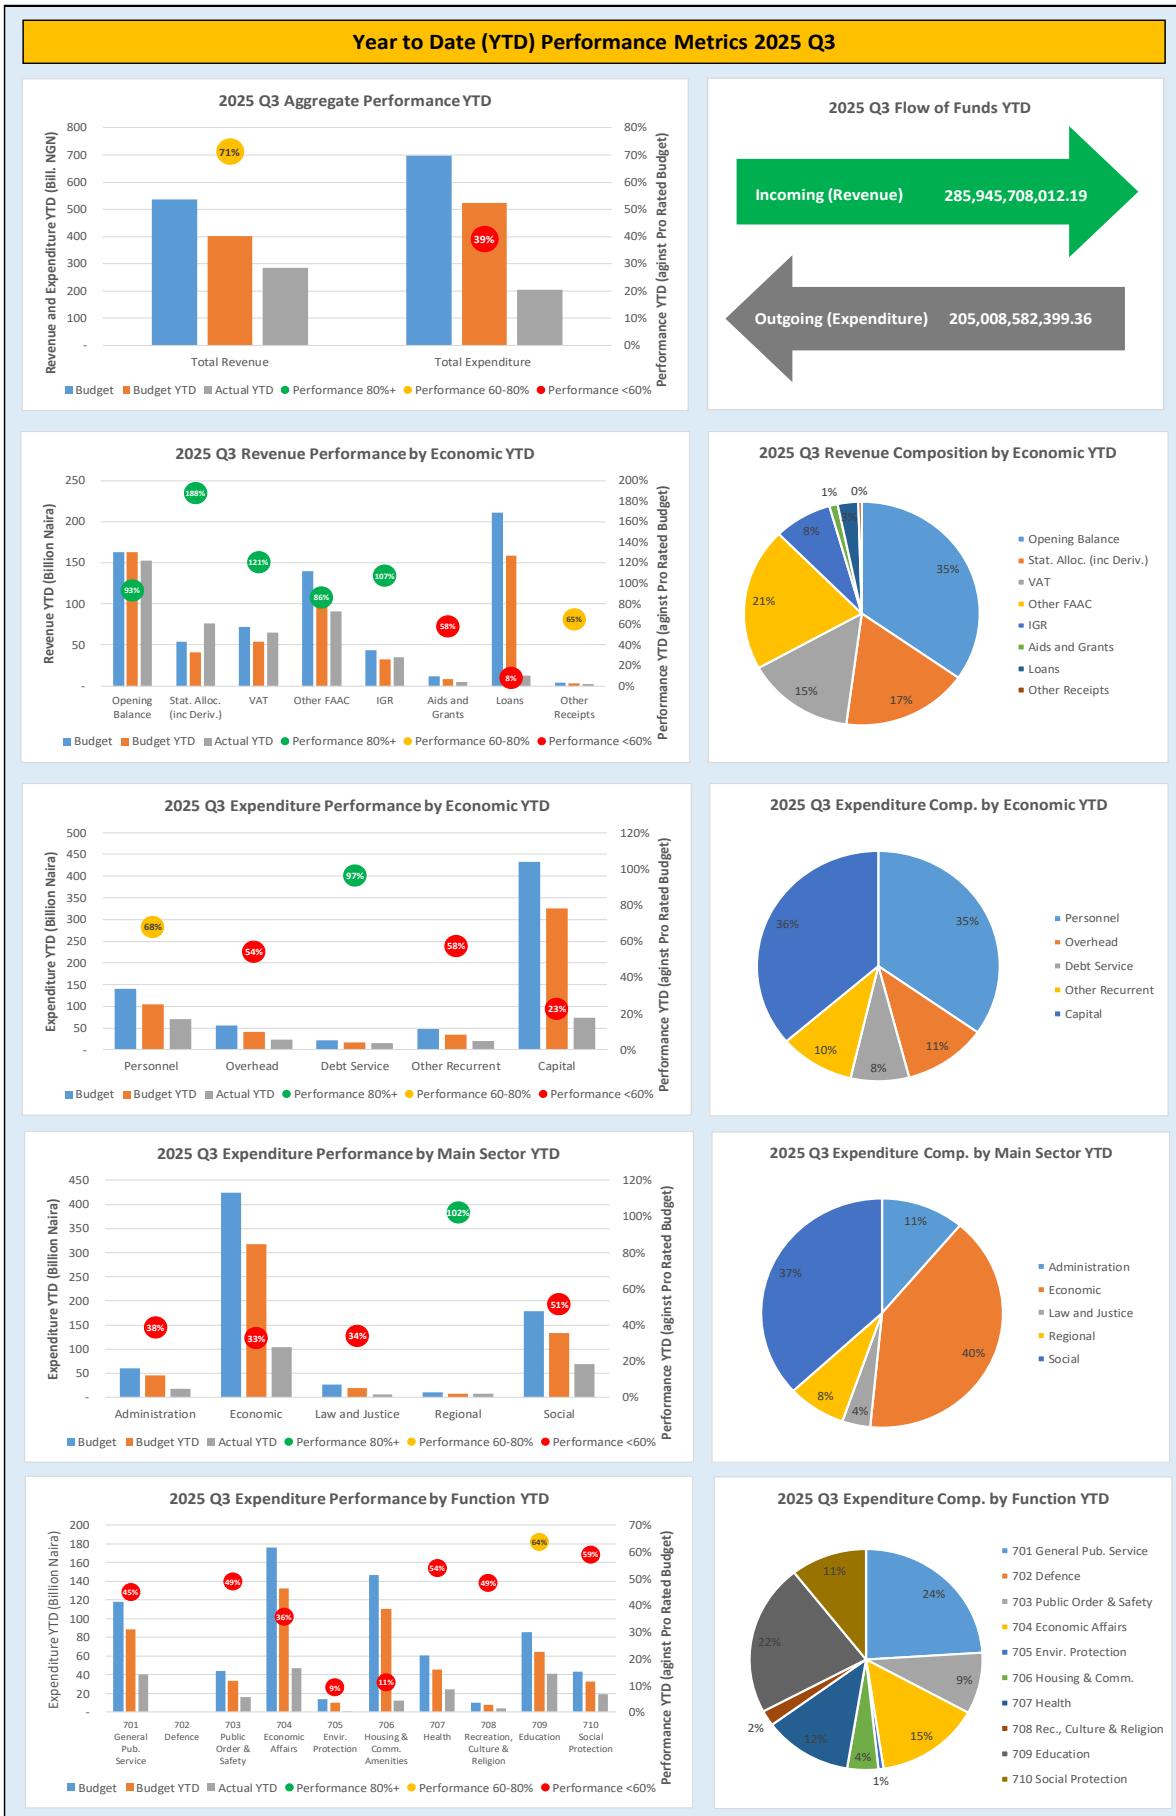 Year to Date (YTD) Performance Metrics 2025 Q3
2025 Q3 Aggregate Performance YTD
Revenue and Expenditure YTD (Bill. NGN)
800
700
600
500
400
300
200
100
-
80%
70%
60%
50%
40%
30%
20%
10%
0%
Performance YTD (aginst Pro Rated Budget)
71%
39%
Total Revenue
Total Expenditure
Budget
Budget YTD
Actual YTD
Performance 80%+
Performance 60-80%
Performance <60%
2025 Q3 Flow of Funds YTD
Incoming (Revenue) 285,945,708,012.19
Outgoing (Expenditure) 205,008,582,399.36
2025 Q3 Revenue Performance by Economic YTD
Revenue YTD (Billion Naira)
250
200
150
100
50
-
200%
180%
160%
140%
120%
100%
80%
60%
40%
20%
0%
Performance YTD (aginst Pro Rated Budget)
93%
188%
121%
86%
107%
58%
8%
65%
Opening
Balance
Stat. Alloc.
(inc Deriv.)
VAT
Other FAAC
IGR
Aids and
Grants
Loans
Other
Receipts
Budget
Budget YTD
Actual YTD
Performance 80%+
Performance 60-80%
Performance <60%
2025 Q3 Revenue Composition by Economic YTD
35%
17%
15%
21%
8%
1%
3%
0%
Opening Balance
Stat. Alloc. (inc Deriv.)
VAT
Other FAAC
IGR
Aids and Grants
Loans
Other Receipts
2025 Q3 Expenditure Performance by Economic YTD
Expenditure YTD (Billion Naira)
500
450
400
350
300
250
200
150
100
50
-
120%
100%
80%
60%
40%
20%
0%
Performance YTD (aginst Pro Rated Budget)
68%
54%
97%
58%
23%
Personnel
Overhead
Debt Service
Other Recurrent
Capital
Budget
Budget YTD
Actual YTD
Performance 80%+
Performance 60-80%
Performance <60%
2025 Q3 Expenditure Comp. by Economic YTD
35%
11%
8%
10%
36%
Personnel
Overhead
Debt Service
Other Recurrent
Capital
2025 Q3 Expenditure Performance by Main Sector YTD
Expenditure YTD (Billion Naira)
450
400
350
300
250
200
150
100
50
-
120%
100%
80%
60%
40%
20%
0%
Performance YTD (aginst Pro Rated Budget)
38%
33%
34%
102%
51%
Administration
Economic
Law and Justice
Regional
Social
Budget
Budget YTD
Actual YTD
Performance 80%+
Performance 60-80%
Performance <60%
2025 Q3 Expenditure Comp. by Main Sector YTD
11%
40%
4%
8%
37%
Administration
Economic
Law and Justice
Regional
Social
2025 Q3 Expenditure Performance by Function YTD
Expenditure YTD (Billion Naira)
200
180
160
140
120
100
80
60
40
20
-
70%
60%
50%
40%
30%
20%
10%
0%
Performance YTD (aginst Pro Rated Budget)
45%
49%
36%
9%
11%
54%
49%
64%
59%
701
General
Pub.
Service
702
Defence
703
Public
Order &
Safety
704
Economic
Affairs
705
Envir.
Protection
706
Housing &
Comm.
Amenities
707
Health
708
Recreation,
Culture &
Religion
709
Education
710
Social
Protection
Budget
Budget YTD
Actual YTD
Performance 80%+
Performance 60-80%
Performance <60%
2025 Q3 Expenditure Comp. by Function YTD
24%
9%
15%
1%
4%
12%
2%
22%
11%
701 General Pub. Service
702 Defence
703 Public Order & Safety
704 Economic Affairs
705 Envir. Protection
706 Housing & Comm.
707 Health
708 Rec., Culture & Religion
709 Education
710 Social Protection